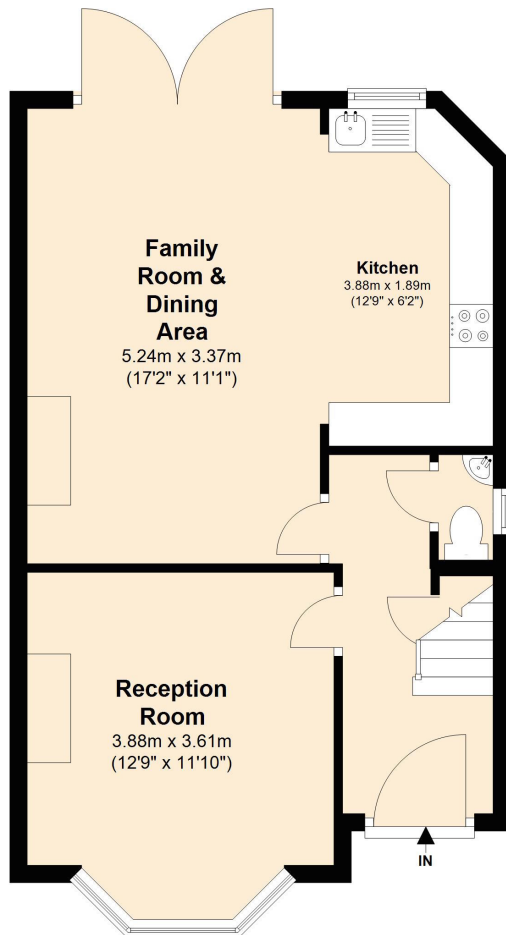 Family
Room &
Dining
Area
5.24m x 3.37m
(17'2" x 11'1")
Kitchen
3.88m x 1.89m
(12'9" x 6'2")
Reception
Room
3.88m x 3.61m
(12'9" x 11'10")
IN